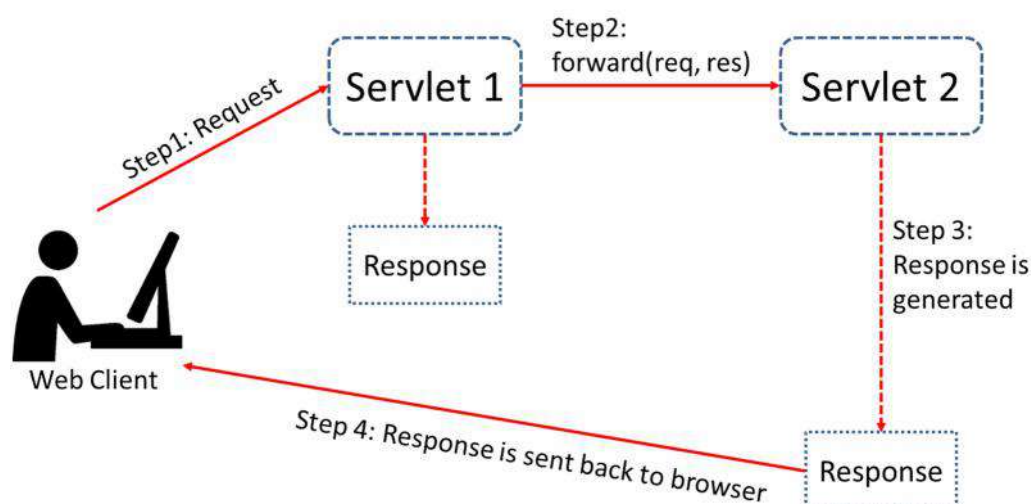 Step1: Request
Servlet 1
Step2:
forward(req, res)
Servlet 2
Response
Step 3:
Response is
generated
Web Client
Step 4: Response is sent back to browser
Response